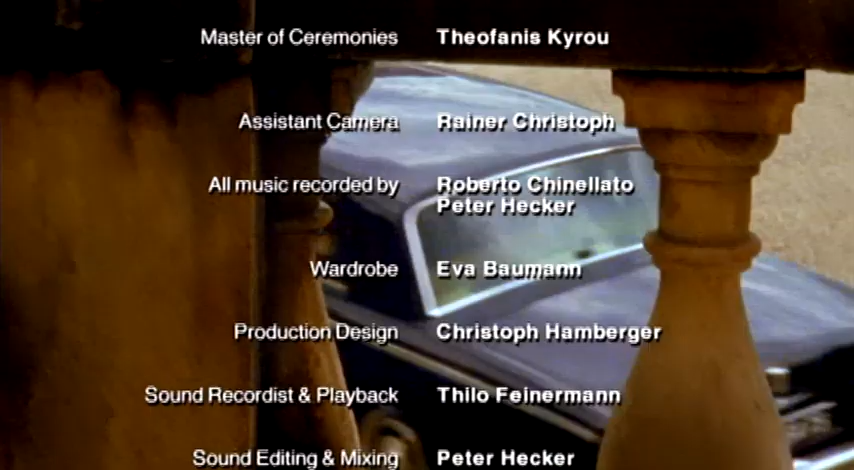 Master of Ceremonies Theofanis Kyrou
Assistant Camera Rainer Christoph
All music recorded by Roberto Chinellato
Peter Hecker
Wardrobe Eva Baumann
Production Design Christoph Hamberger
Sound Recordist & Playback Thilo Feinermann
Sound Editing & Mixing Peter Hecker